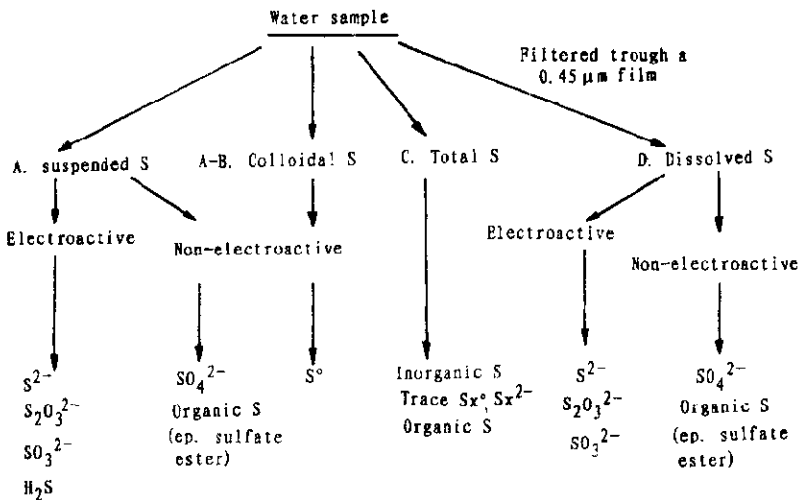 Water sample
Filtered trough a
0.45 μm film
A. suspended S
A-B. Colloidal S
C. Total S
D. Dissolved S
Electroactive
Non-electroactive
Electroactive
Non-electroactive
S²⁻
S₂O₃²⁻
SO₃²⁻
H₂S
SO₄²⁻
Organic S
(ep. sulfate
ester)
S°
Inorganic S
Trace Sx°, Sx²⁻
Organic S
S²⁻
S₂O₃²⁻
SO₃²⁻
SO₄²⁻
Organic S
(ep. sulfate
ester)